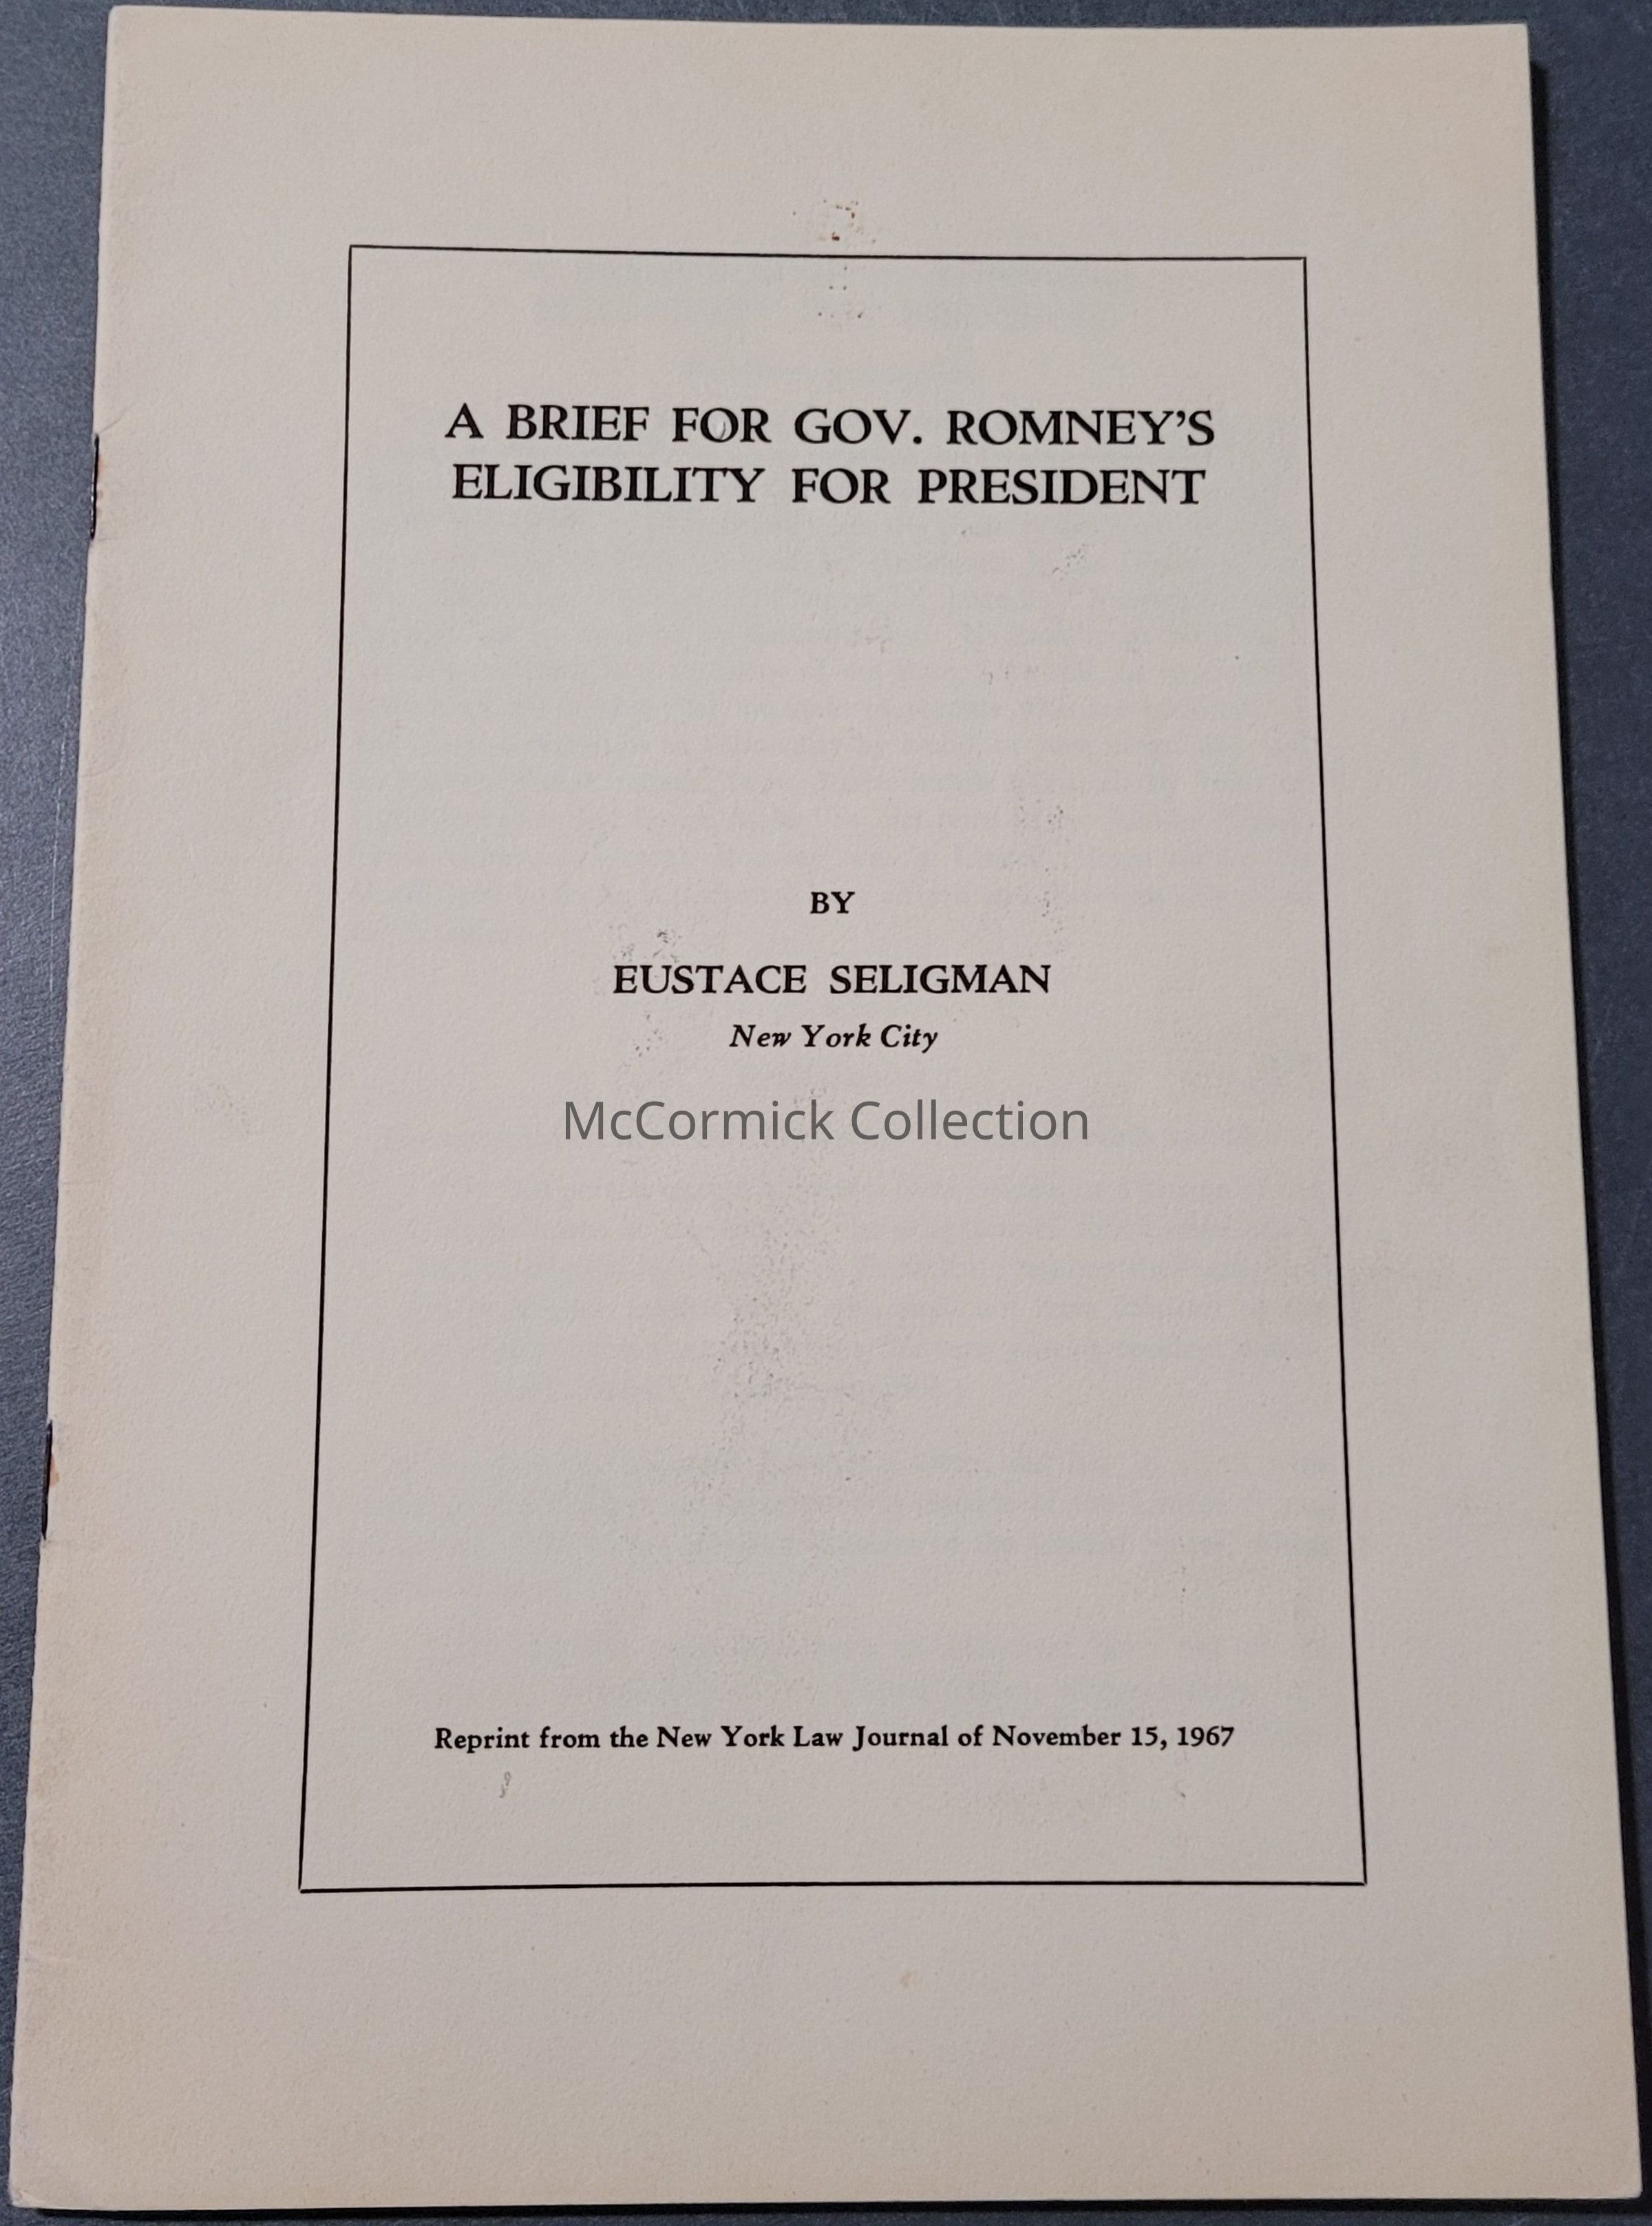 A BRIEF FOR GOV. ROMNEY'S
ELIGIBILITY FOR PRESIDENT
BY
EUSTACE SELIGMAN
New York City
McCormick Collection
Reprint from the New York Law Journal of November 15, 1967